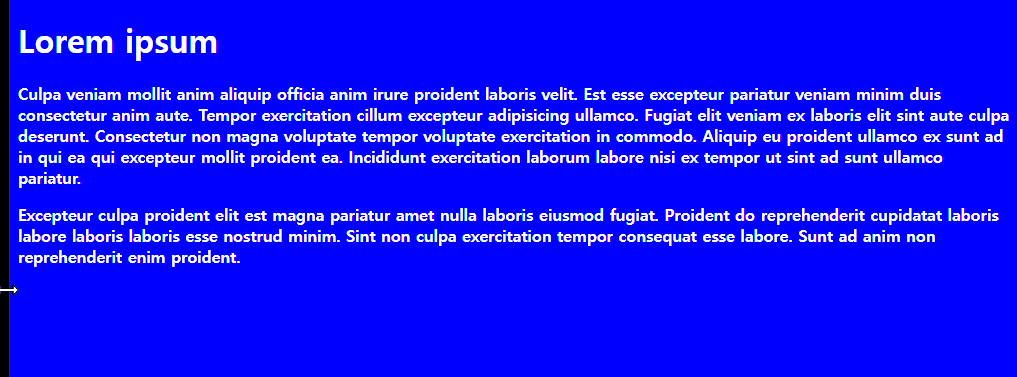 Lorem ipsum
Culpa veniam mollit anim aliquip officia anim irure proident laboris velit. Est esse excepteur pariatur veniam minim duis
consectetur anim aute. Tempor exercitation cillum excepteur adipisicing ullamco. Fugiat elit veniam ex laboris elit sint aute culpa
deserunt. Consectetur non magna voluptate tempor voluptate exercitation in commodo. Aliquip eu proident ullamco ex sunt ad
in qui ea qui excepteur mollit proident ea. Incididunt exercitation laborum labore nisi ex tempor ut sint ad sunt ullamco
pariatur.
Excepteur culpa proident elit est magna pariatur amet nulla laboris eiusmod fugiat. Proident do reprehenderit cupidatat laboris
labore laboris laboris esse nostrud minim. Sint non culpa exercitation tempor consequat esse labore. Sunt ad anim non
reprehenderit enim proident.